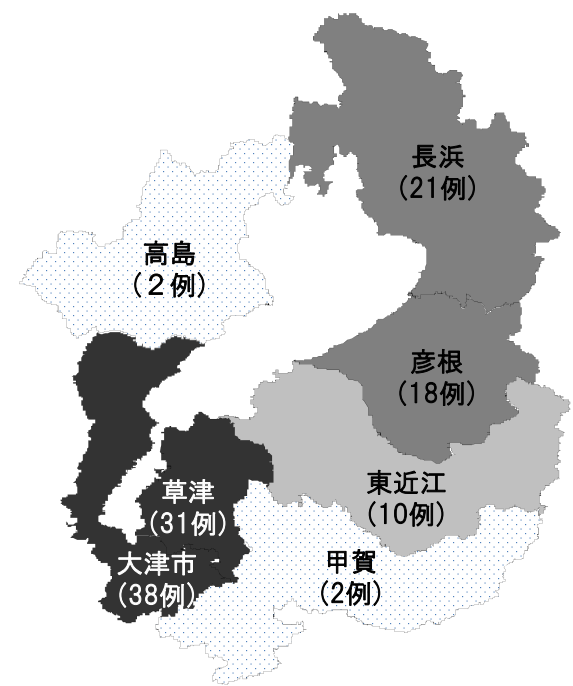 長浜
（21例）
高島
（２例）
彦根
（18例）
東近江
（10例）
草津
（31例）
甲賀
（2例）
大津市
（38例）